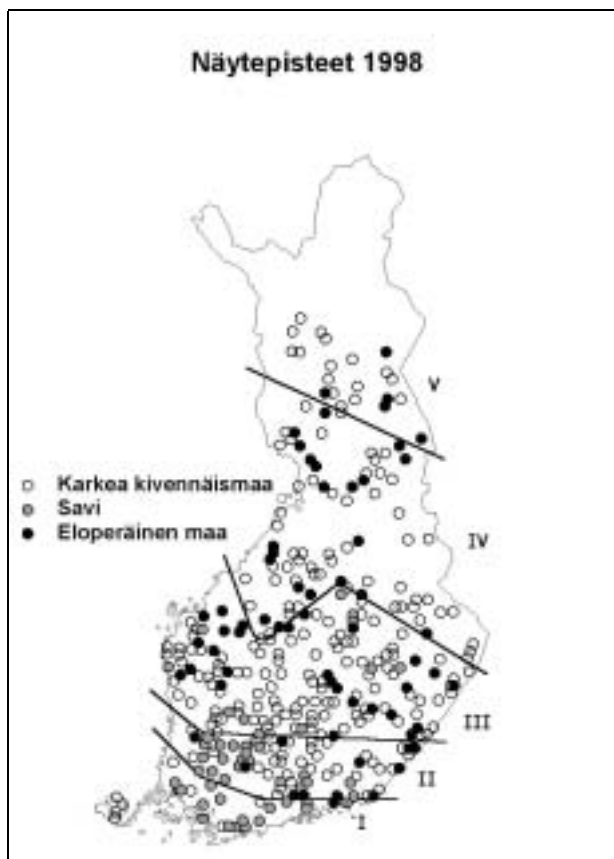 Näytepisteet 1998
V
Karkea kivennäismaa
Savi
Eloperäinen maa
IV
III
II
I